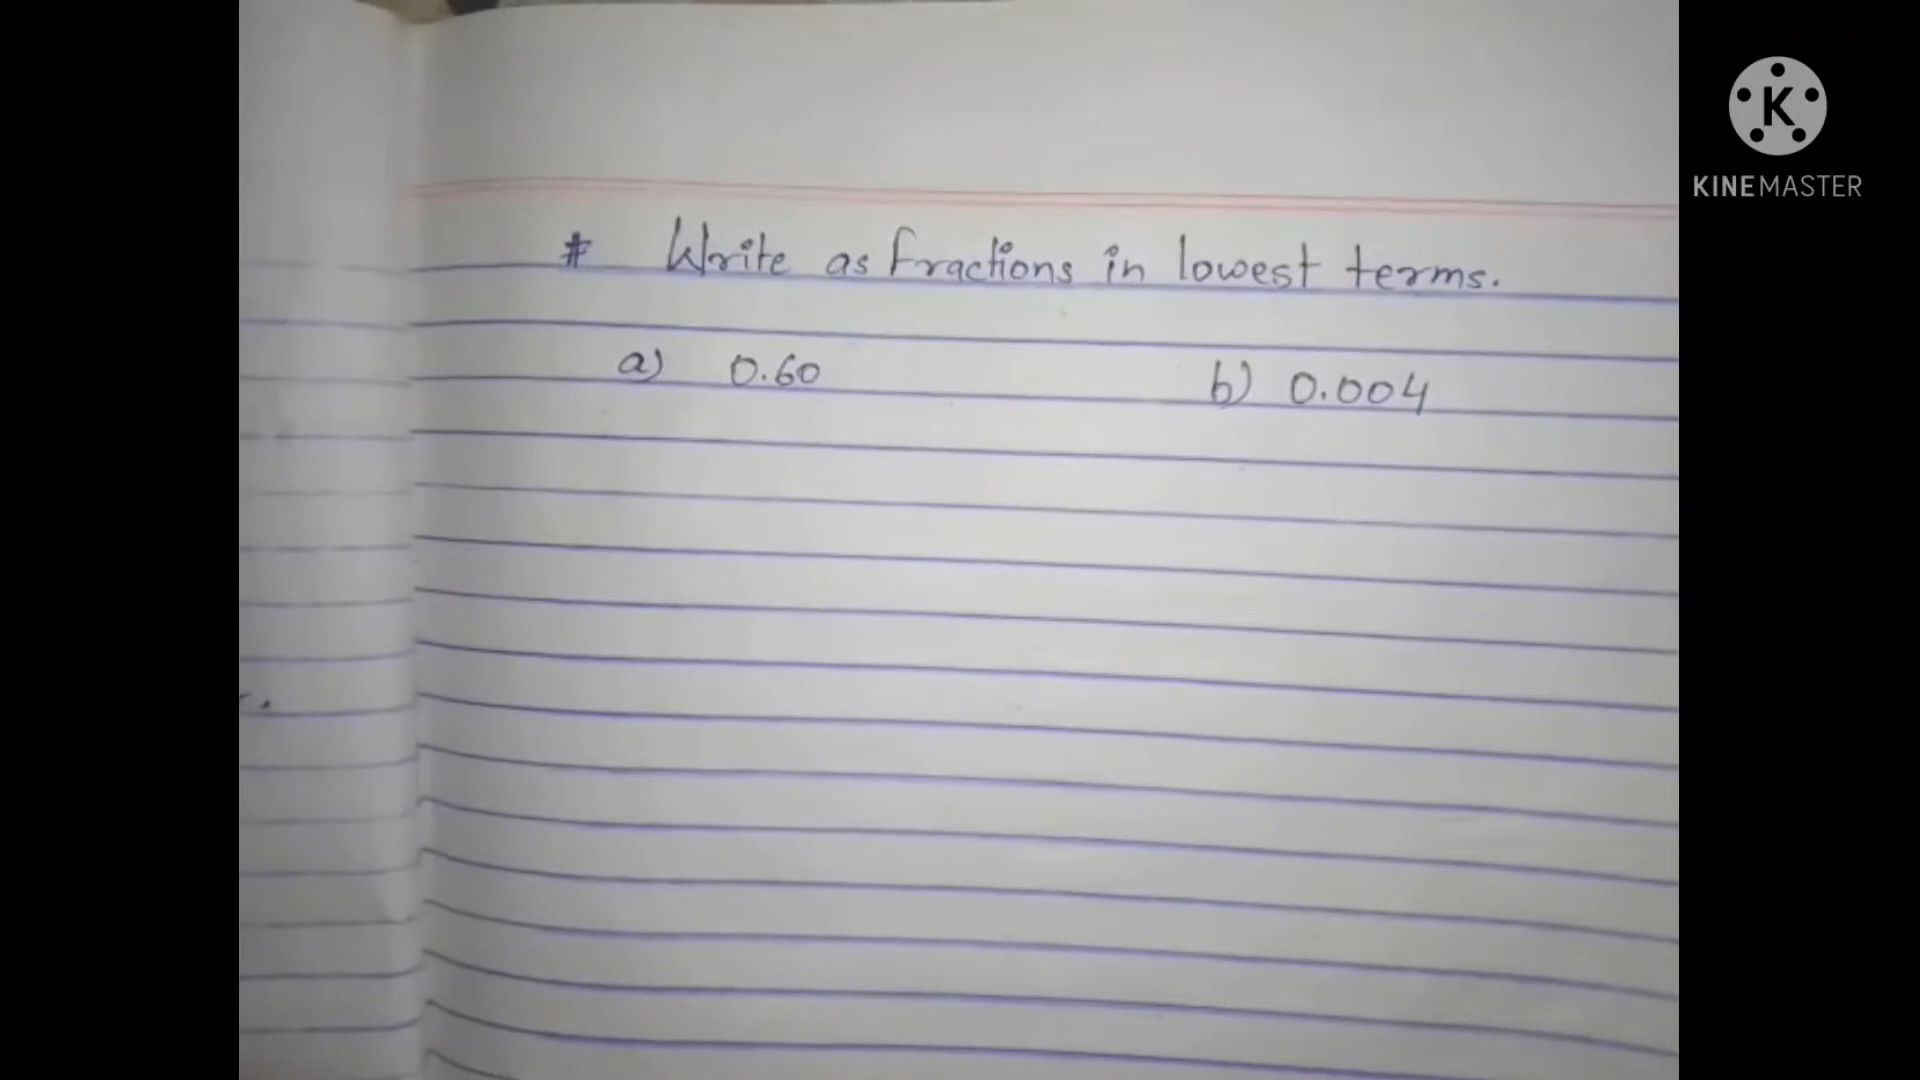 K
KINEMASTER
# Write as fractions in lowest terms.
a) 0.60 b) 0.004